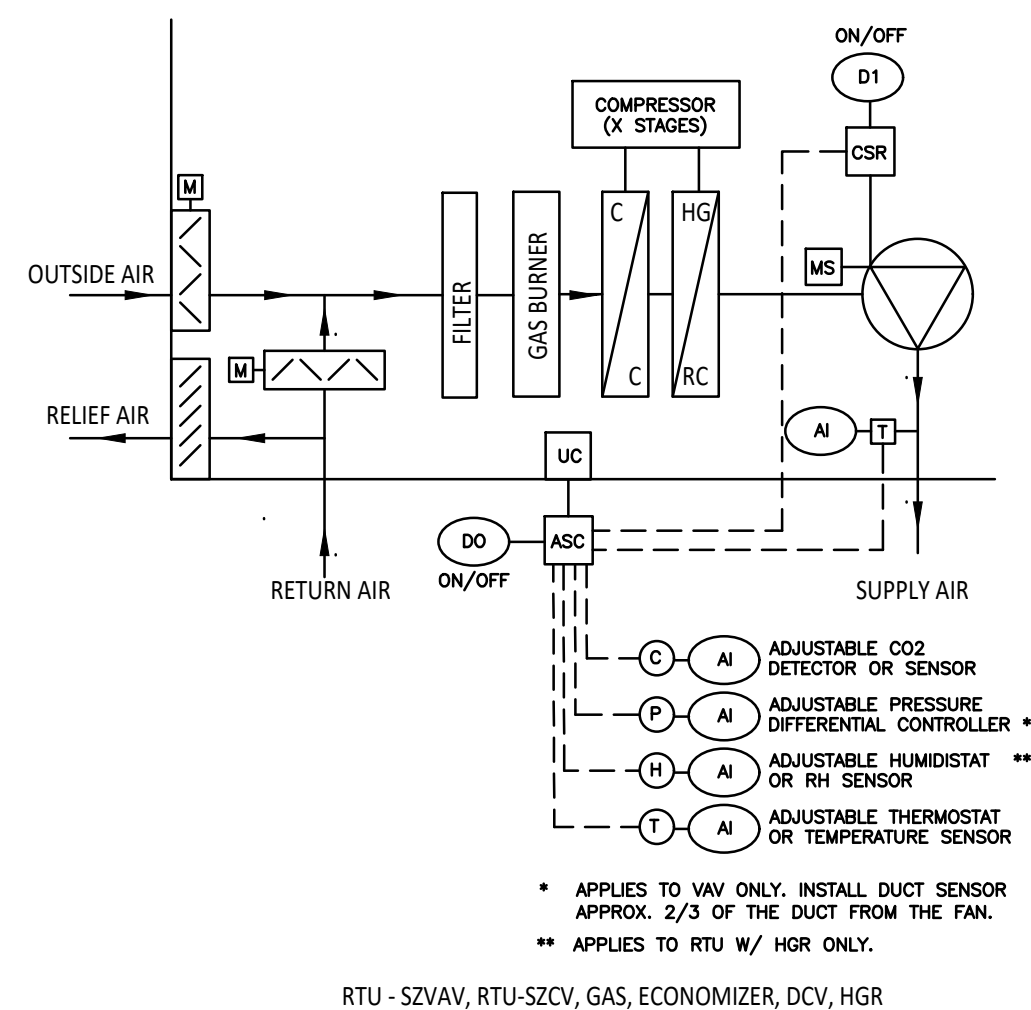 ON/OFF
D1
COMPRESSOR
(X STAGES)
CSR
M
C
HG
OUTSIDE AIR
MS
FILTER
GAS BURNER
M
C
RC
RELIEF AIR
AI
T
UC
DO
ASC
ON/OFF
RETURN AIR
SUPPLY AIR
C
AI
ADJUSTABLE CO2
DETECTOR OR SENSOR
P
AI
ADJUSTABLE PRESSURE
DIFFERENTIAL CONTROLLER *
H
AI
ADJUSTABLE HUMIDISTAT **
OR RH SENSOR
T
AI
ADJUSTABLE THERMOSTAT
OR TEMPERATURE SENSOR
* APPLIES TO VAV ONLY. INSTALL DUCT SENSOR
APPROX. 2/3 OF THE DUCT FROM THE FAN.
** APPLIES TO RTU W/ HGR ONLY.
RTU - SZVAV, RTU-SZCV, GAS, ECONOMIZER, DCV, HGR